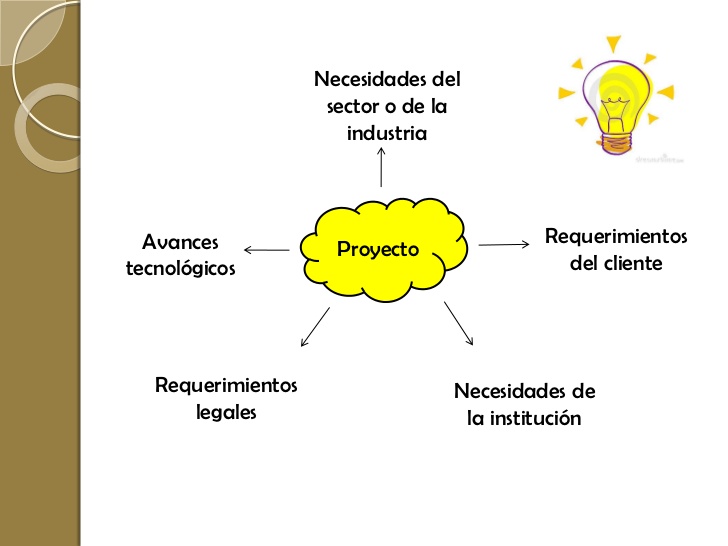 Necesidades del
sector o de la
industria
Proyecto
Requerimientos
del cliente
Avances
tecnológicos
Requerimientos
legales
Necesidades de
la institución